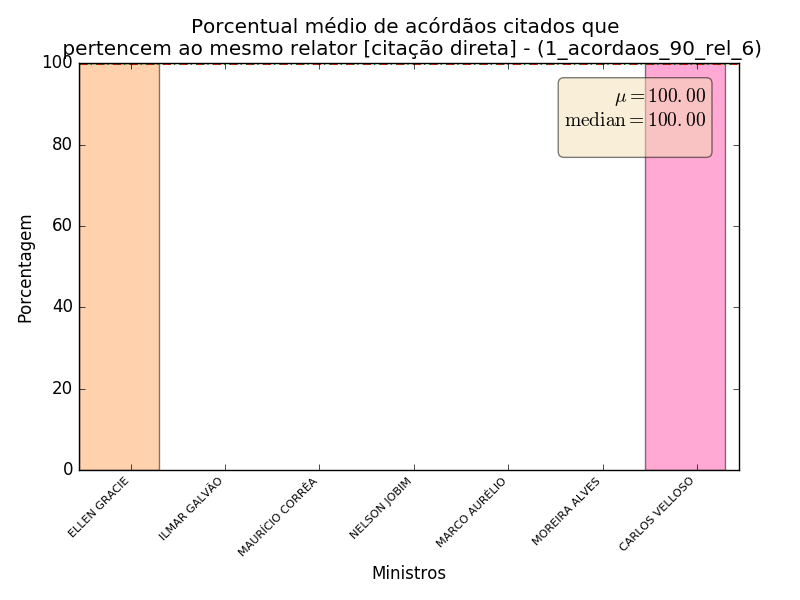 Porcentual médio de acórdãos citados que
pertencem ao mesmo relator [citação direta] - (1_acordaos_90_rel_6)
100
80
60
40
20
0
Porcentagem
μ = 100.00
median = 100.00
ELLEN GRACIE
ILMAR GALVÃO
MAURÍCIO CORRÊA
NELSON JOBIM
MARCO AURÉLIO
MOREIRA ALVES
CARLOS VELLOSO
Ministros